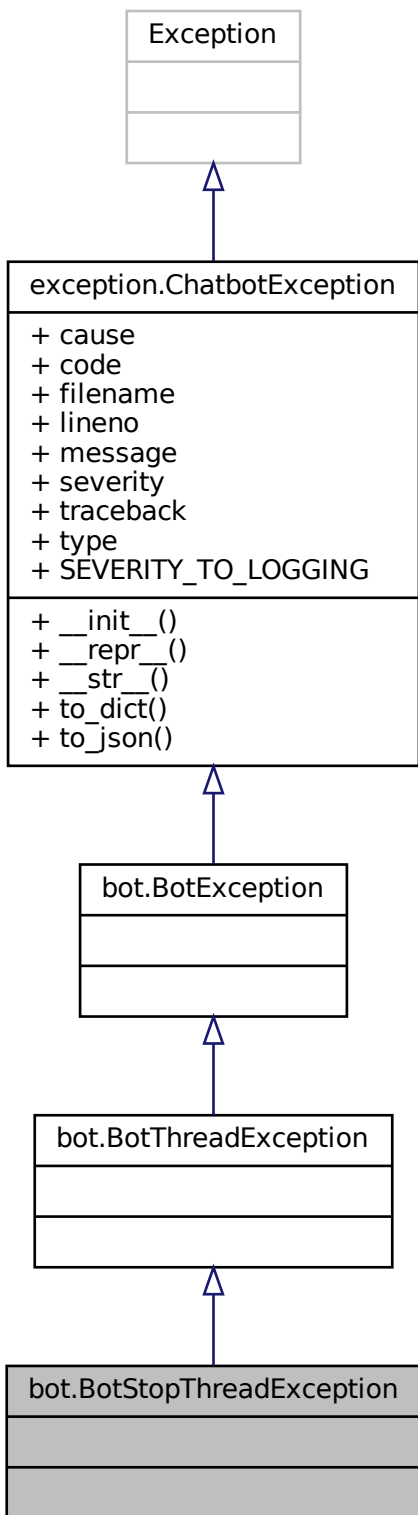 Exception
exception.ChatbotException
+ cause
+ code
+ filename
+ lineno
+ message
+ severity
+ traceback
+ type
+ SEVERITY_TO_LOGGING
+ __init__()
+ __repr__()
+ __str__()
+ to_dict()
+ to_json()
bot.BotException
bot.BotThreadException
bot.BotStopThreadException